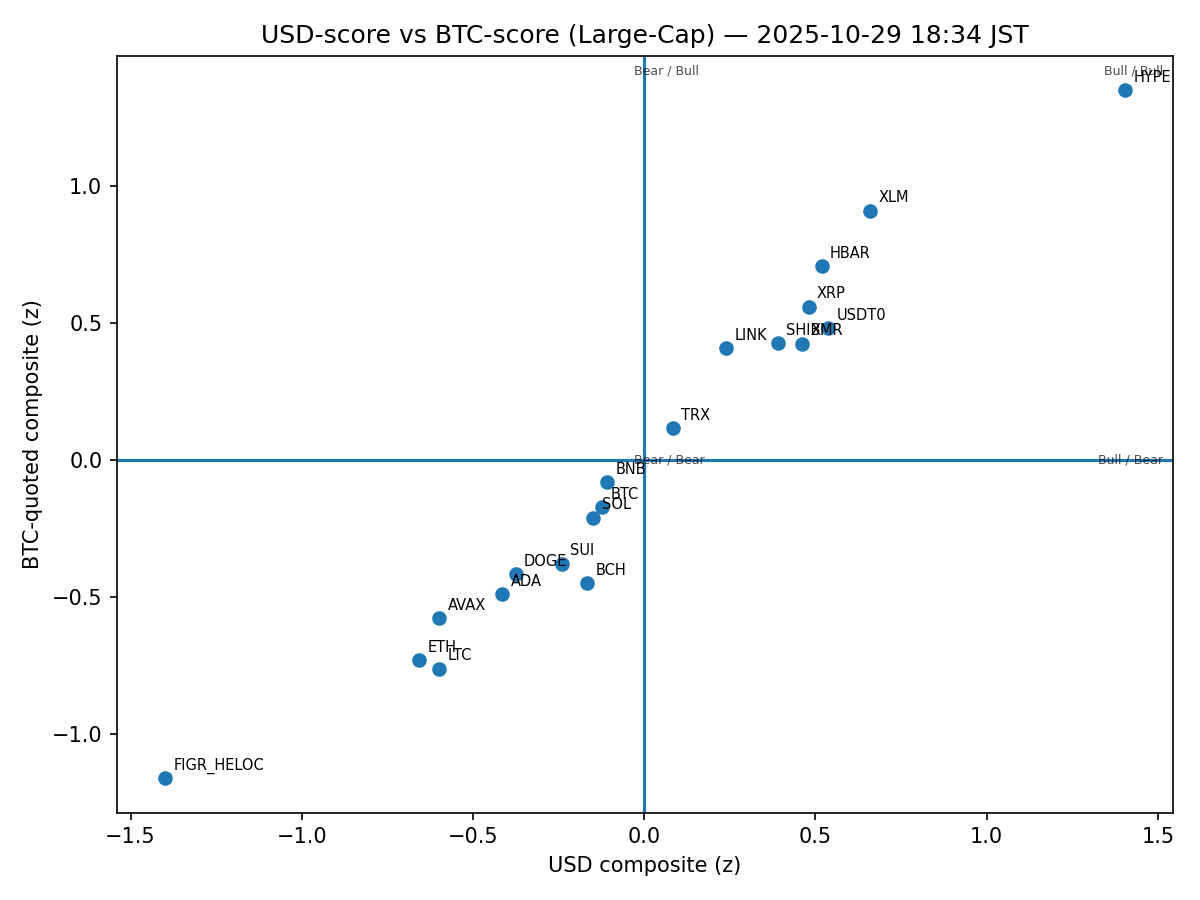 USD-score vs BTC-score (Large-Cap) — 2025-10-29 18:34 JST
Bear / Bull
Bull / Bull
HYPE
XLM
HBAR
XRP
USDT0
SHIB
XMR
LINK
TRX
Bear / Bear
Bull / Bear
BNB
BTC
SOL
SUI
DOGE
BCH
ADA
AVAX
ETH
LTC
FIGR_HELOC
1.0
0.5
0.0
−0.5
−1.0
BTC-quoted composite (z)
−1.5
−1.0
−0.5
0.0
0.5
1.0
1.5
USD composite (z)